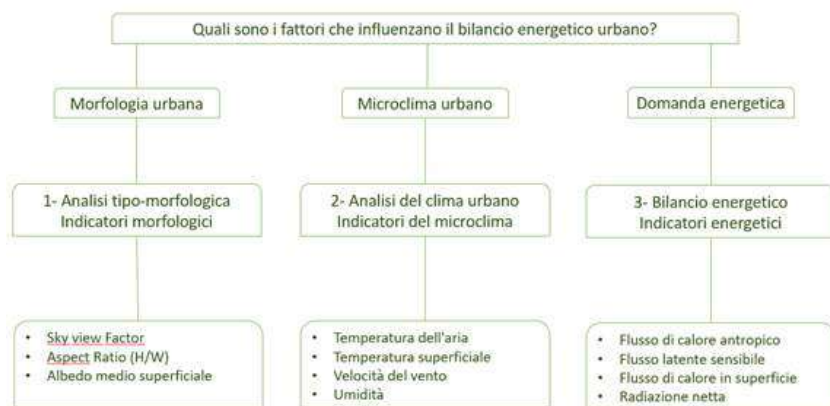 Quali sono i fattori che influenzano il bilancio energetico urbano?
Morfologia urbana
Microclima urbano
Domanda energetica
1- Analisi tipo-morfologica
Indicatori morfologici
2- Analisi del clima urbano
Indicatori del microclima
3- Bilancio energetico
Indicatori energetici
• Sky view Factor
• Aspect Ratio (H/W)
• Albedo medio superficiale
• Temperatura dell'aria
• Temperatura superficiale
• Velocità del vento
• Umidità
• Flusso di calore antropico
• Flusso latente sensibile
• Flusso di calore in superficie
• Radiazione netta